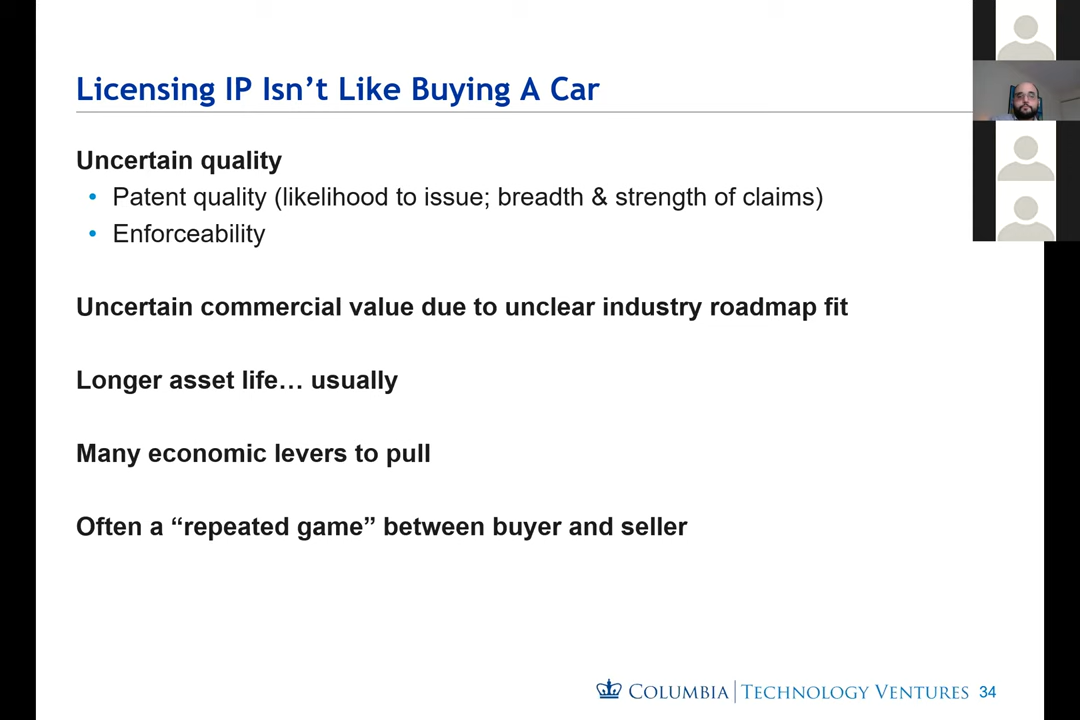 Licensing IP Isn’t Like Buying A Car
Uncertain quality
• Patent quality (likelihood to issue; breadth & strength of claims)
• Enforceability
Uncertain commercial value due to unclear industry roadmap fit
Longer asset life… usually
Many economic levers to pull
Often a “repeated game” between buyer and seller
COLUMBIA | TECHNOLOGY VENTURES 34